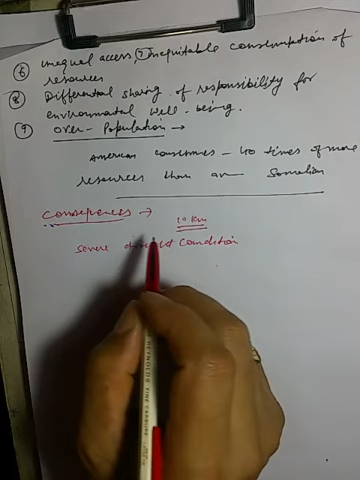 ⑥ unequal access, ⑦ Inequitable consumption of
resources
⑧ Differential sharing of responsibility for
environmatal well-being.
⑨ Over-Population →
American consumes - 40 times of more
resources than an Somalian
Consequences →
10 Km
Severe drought Condition